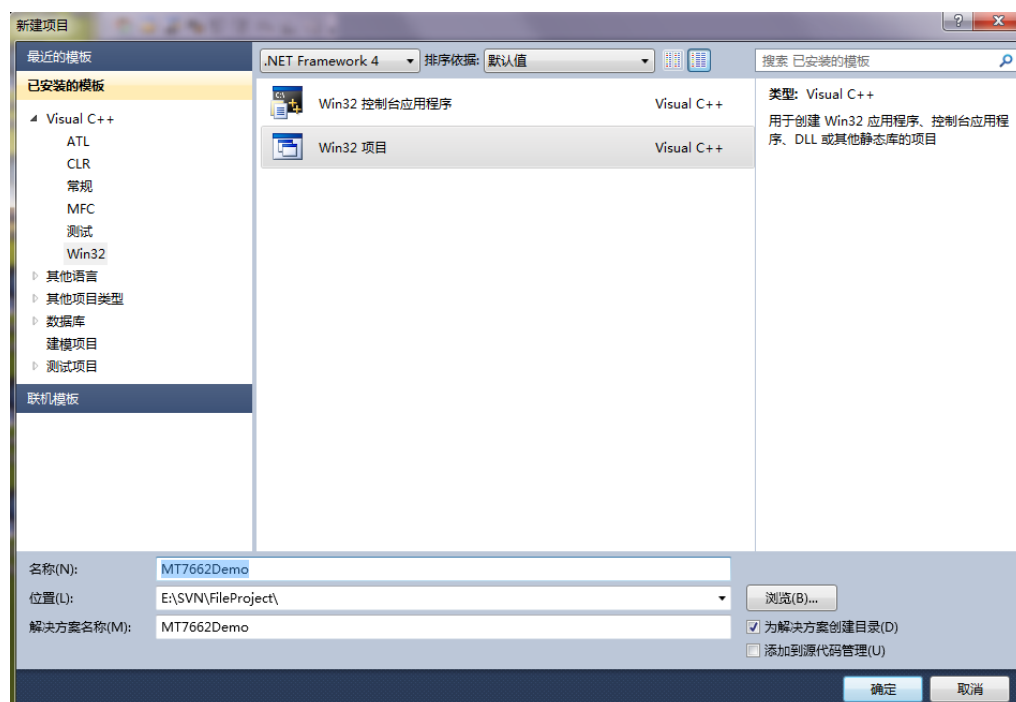 新建项目
最近的模板
已安装的模板
Visual C++
ATL
CLR
常规
MFC
测试
Win32
其他语言
其他项目类型
数据库
建模项目
测试项目
联机模板
.NET Framework 4 排序依据: 默认值
Win32 控制台应用程序 Visual C++
Win32 项目 Visual C++
搜索 已安装的模板
类型: Visual C++
用于创建 Win32 应用程序、控制台应用程
序、DLL 或其他静态库的项目
名称(N): MT7662Demo
位置(L): E:\SVN\FileProject\ 浏览(B)...
解决方案名称(M): MT7662Demo
为解决方案创建目录(D)
添加到源代码管理(U)
确定 取消